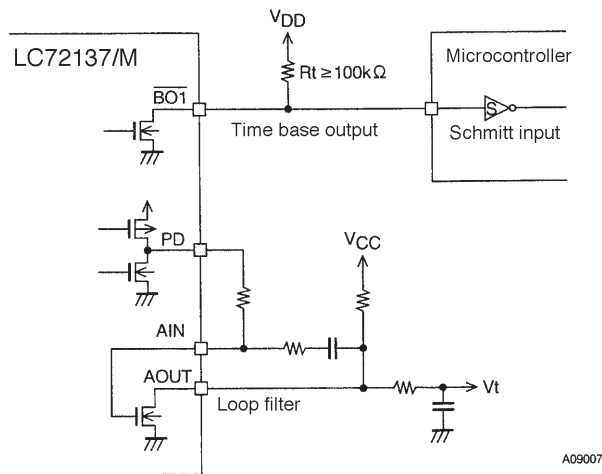 VDD
LC72137/M
Microcontroller
Rt ≥ 100kΩ
BO1
S
Time base output
Schmitt input
PD
VCC
AIN
AOUT
Loop filter
Vt
A09007